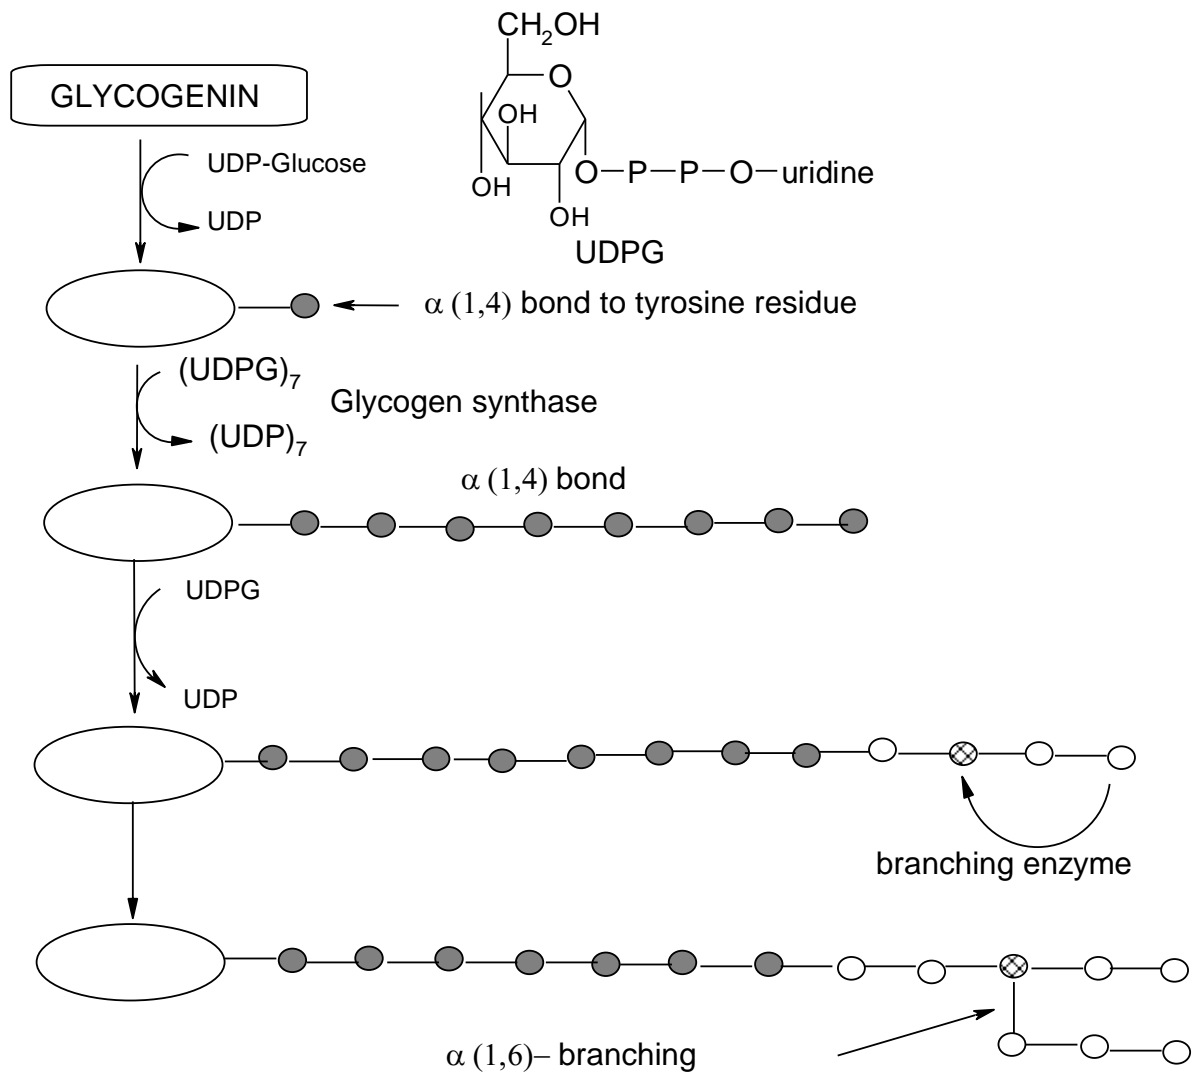 CH2OH
O
GLYCOGENIN
OH
UDP-Glucose
O–P–P–O–uridine
OH
OH
UDP
UDPG
α (1,4) bond to tyrosine residue
(UDPG)7
Glycogen synthase
(UDP)7
α (1,4) bond
UDPG
UDP
branching enzyme
α (1,6)– branching